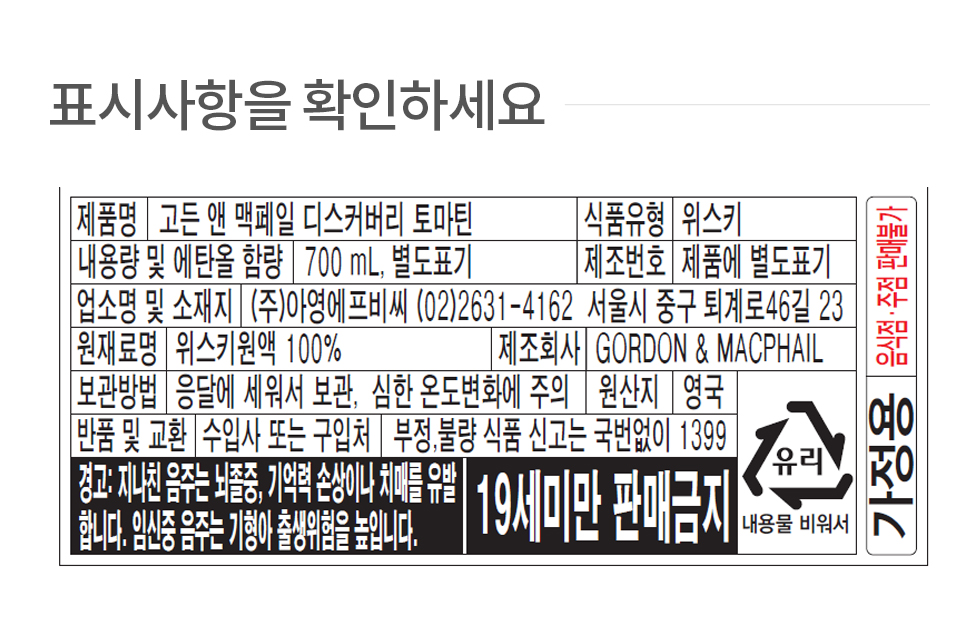 표시사항을 확인하세요
제품명 고든 앤 맥페일 디스커버리 토마틴 식품유형 위스키
내용량 및 에탄올 함량 700 mL, 별도표기 제조번호 제품에 별도표기
업소명 및 소재지 (주)아영에프비씨 (02)2631-4162 서울시 중구 퇴계로46길 23
원재료명 위스키원액 100% 제조회사 GORDON & MACPHAIL
보관방법 응달에 세워서 보관, 심한 온도변화에 주의 원산지 영국
반품 및 교환 수입사 또는 구입처 부정,불량 식품 신고는 국번없이 1399
경고: 지나친 음주는 뇌졸중, 기억력 손상이나 치매를 유발
합니다. 임신중 음주는 기형아 출생위험을 높입니다.
19세미만 판매금지
유리
내용물 비워서
음식점·주점 판매불가
가정용